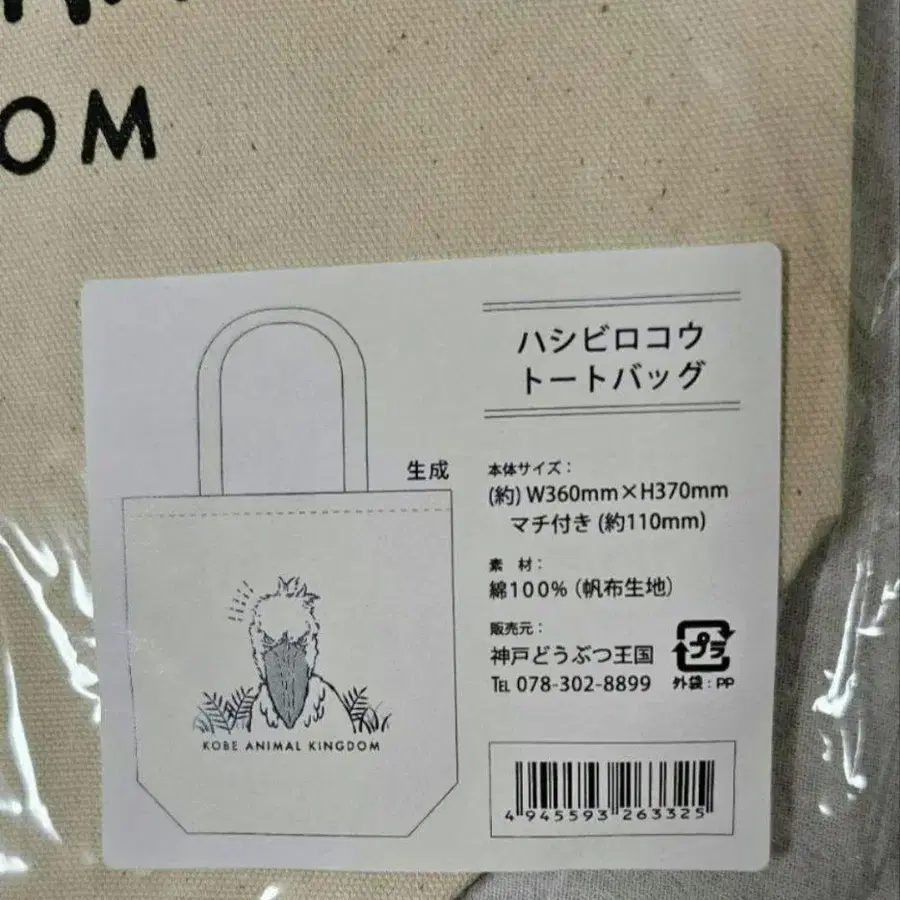 OM
ハシビロコウ
トートバッグ
生成
本体サイズ：
(約) W360mm×H370mm
マチ付き (約110mm)
素 材：
綿100% (帆布生地)
販売元：
神戸どうぶつ王国
℡ 078-302-8899
プラ
外袋：PP
KOBE ANIMAL KINGDOM
4 945593 263325